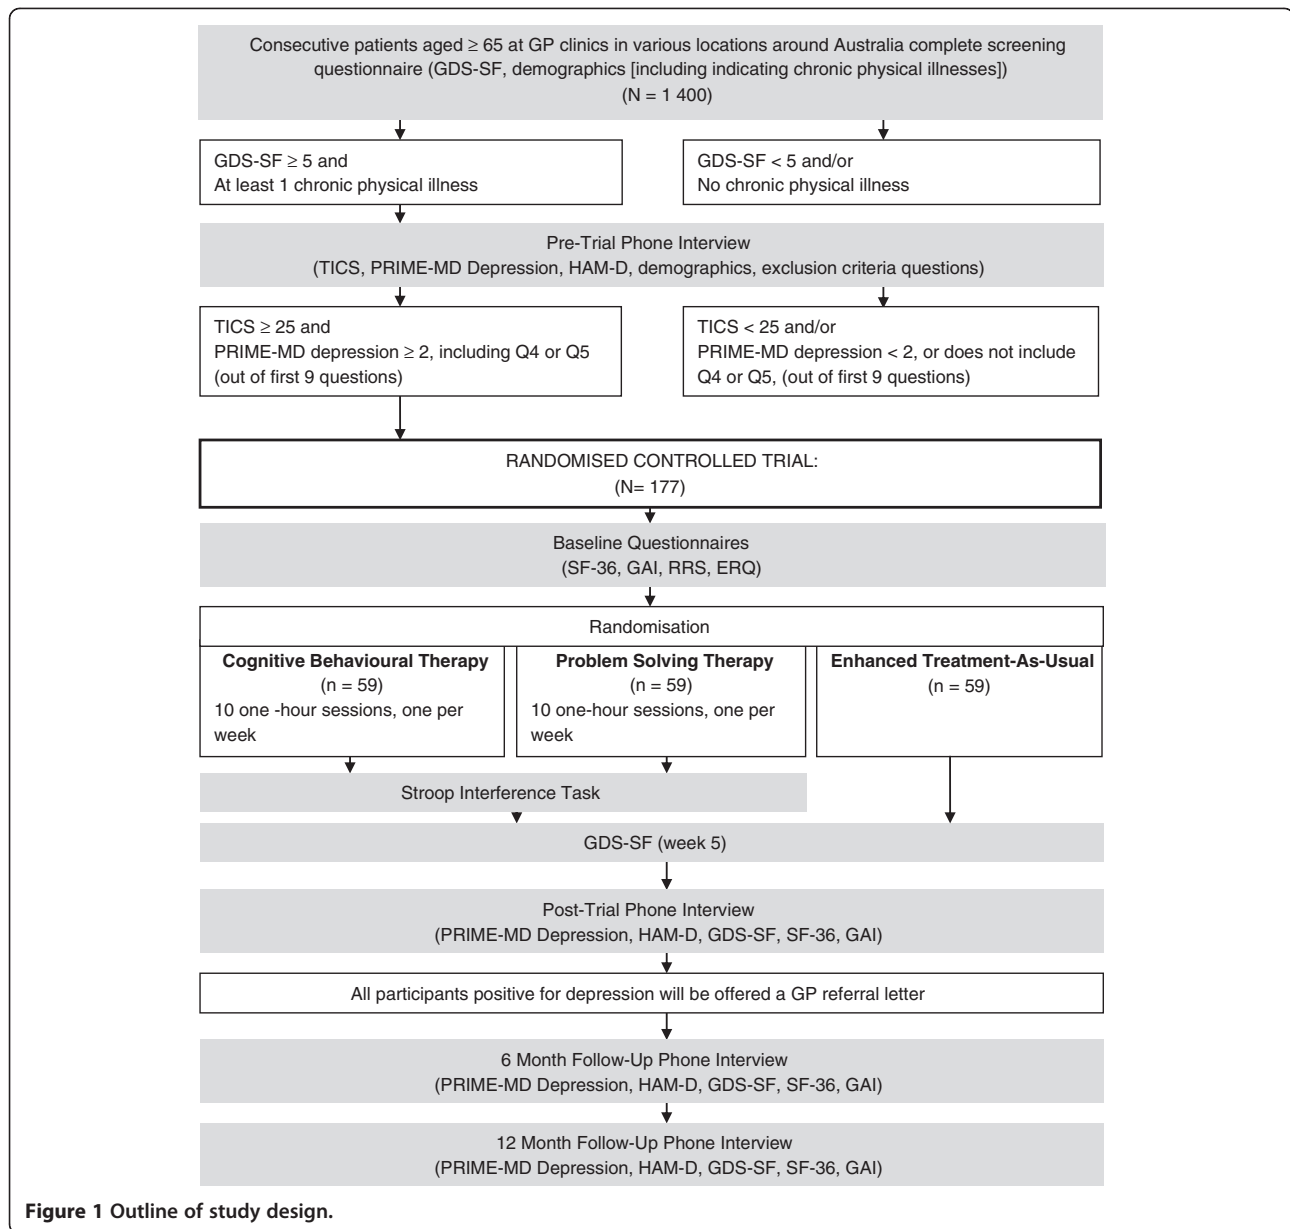 Consecutive patients aged ≥ 65 at GP clinics in various locations around Australia complete screening
questionnaire (GDS-SF, demographics [including indicating chronic physical illnesses])
(N = 1 400)
GDS-SF ≥ 5 and
At least 1 chronic physical illness
GDS-SF < 5 and/or
No chronic physical illness
Pre-Trial Phone Interview
(TICS, PRIME-MD Depression, HAM-D, demographics, exclusion criteria questions)
TICS ≥ 25 and
PRIME-MD depression ≥ 2, including Q4 or Q5
(out of first 9 questions)
TICS < 25 and/or
PRIME-MD depression < 2, or does not include
Q4 or Q5, (out of first 9 questions)
RANDOMISED CONTROLLED TRIAL:
(N= 177)
Baseline Questionnaires
(SF-36, GAI, RRS, ERQ)
Randomisation
Cognitive Behavioural Therapy
(n = 59)
10 one -hour sessions, one per
week
Problem Solving Therapy
(n = 59)
10 one-hour sessions, one per
week
Enhanced Treatment-As-Usual
(n = 59)
Stroop Interference Task
GDS-SF (week 5)
Post-Trial Phone Interview
(PRIME-MD Depression, HAM-D, GDS-SF, SF-36, GAI)
All participants positive for depression will be offered a GP referral letter
6 Month Follow-Up Phone Interview
(PRIME-MD Depression, HAM-D, GDS-SF, SF-36, GAI)
12 Month Follow-Up Phone Interview
(PRIME-MD Depression, HAM-D, GDS-SF, SF-36, GAI)
Figure 1 Outline of study design.